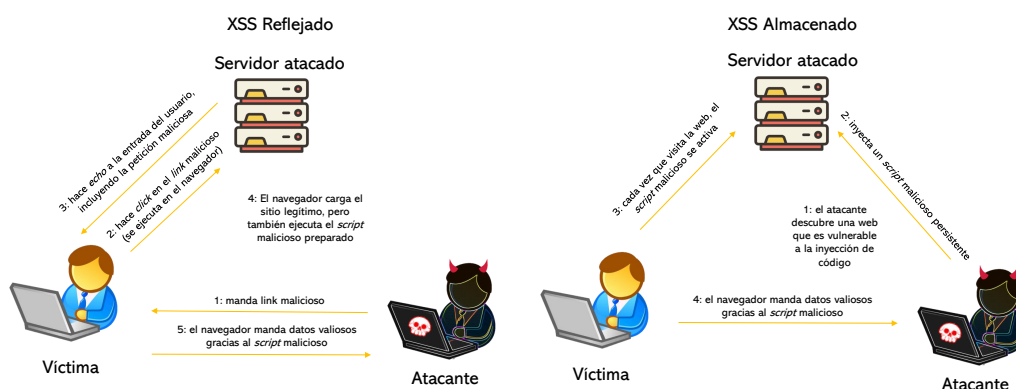 XSS Reflejado
Servidor atacado
3: hace echo a la entrada del usuario,
incluyendo la petición maliciosa
2: hace click en el link malicioso
(se ejecuta en el navegador)
4: El navegador carga el
sitio legítimo, pero
también ejecuta el script
malicioso preparado
1: manda link malicioso
5: el navegador manda datos valiosos
gracias al script malicioso
Víctima
Atacante
XSS Almacenado
Servidor atacado
3: cada vez que visita la web, el
script malicioso se activa
2: inyecta un script malicioso persistente
1: el atacante
descubre una web
que es vulnerable
a la inyección de
código
4: el navegador manda datos valiosos
gracias al script malicioso
Víctima
Atacante